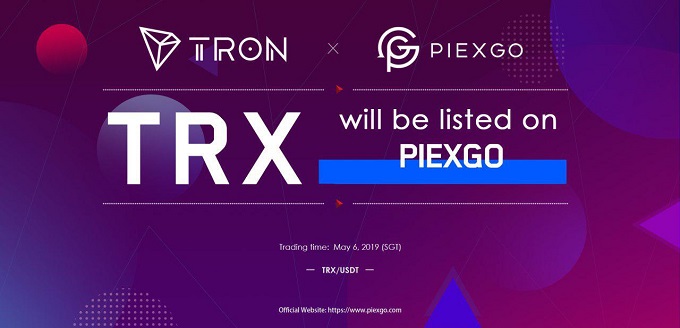 TRON × PIEXGO
TRX
will be listed on
PIEXGO
Trading time: May 6, 2019 (SGT)
— TRX/USDT —
Official Website: https://www.piexgo.com